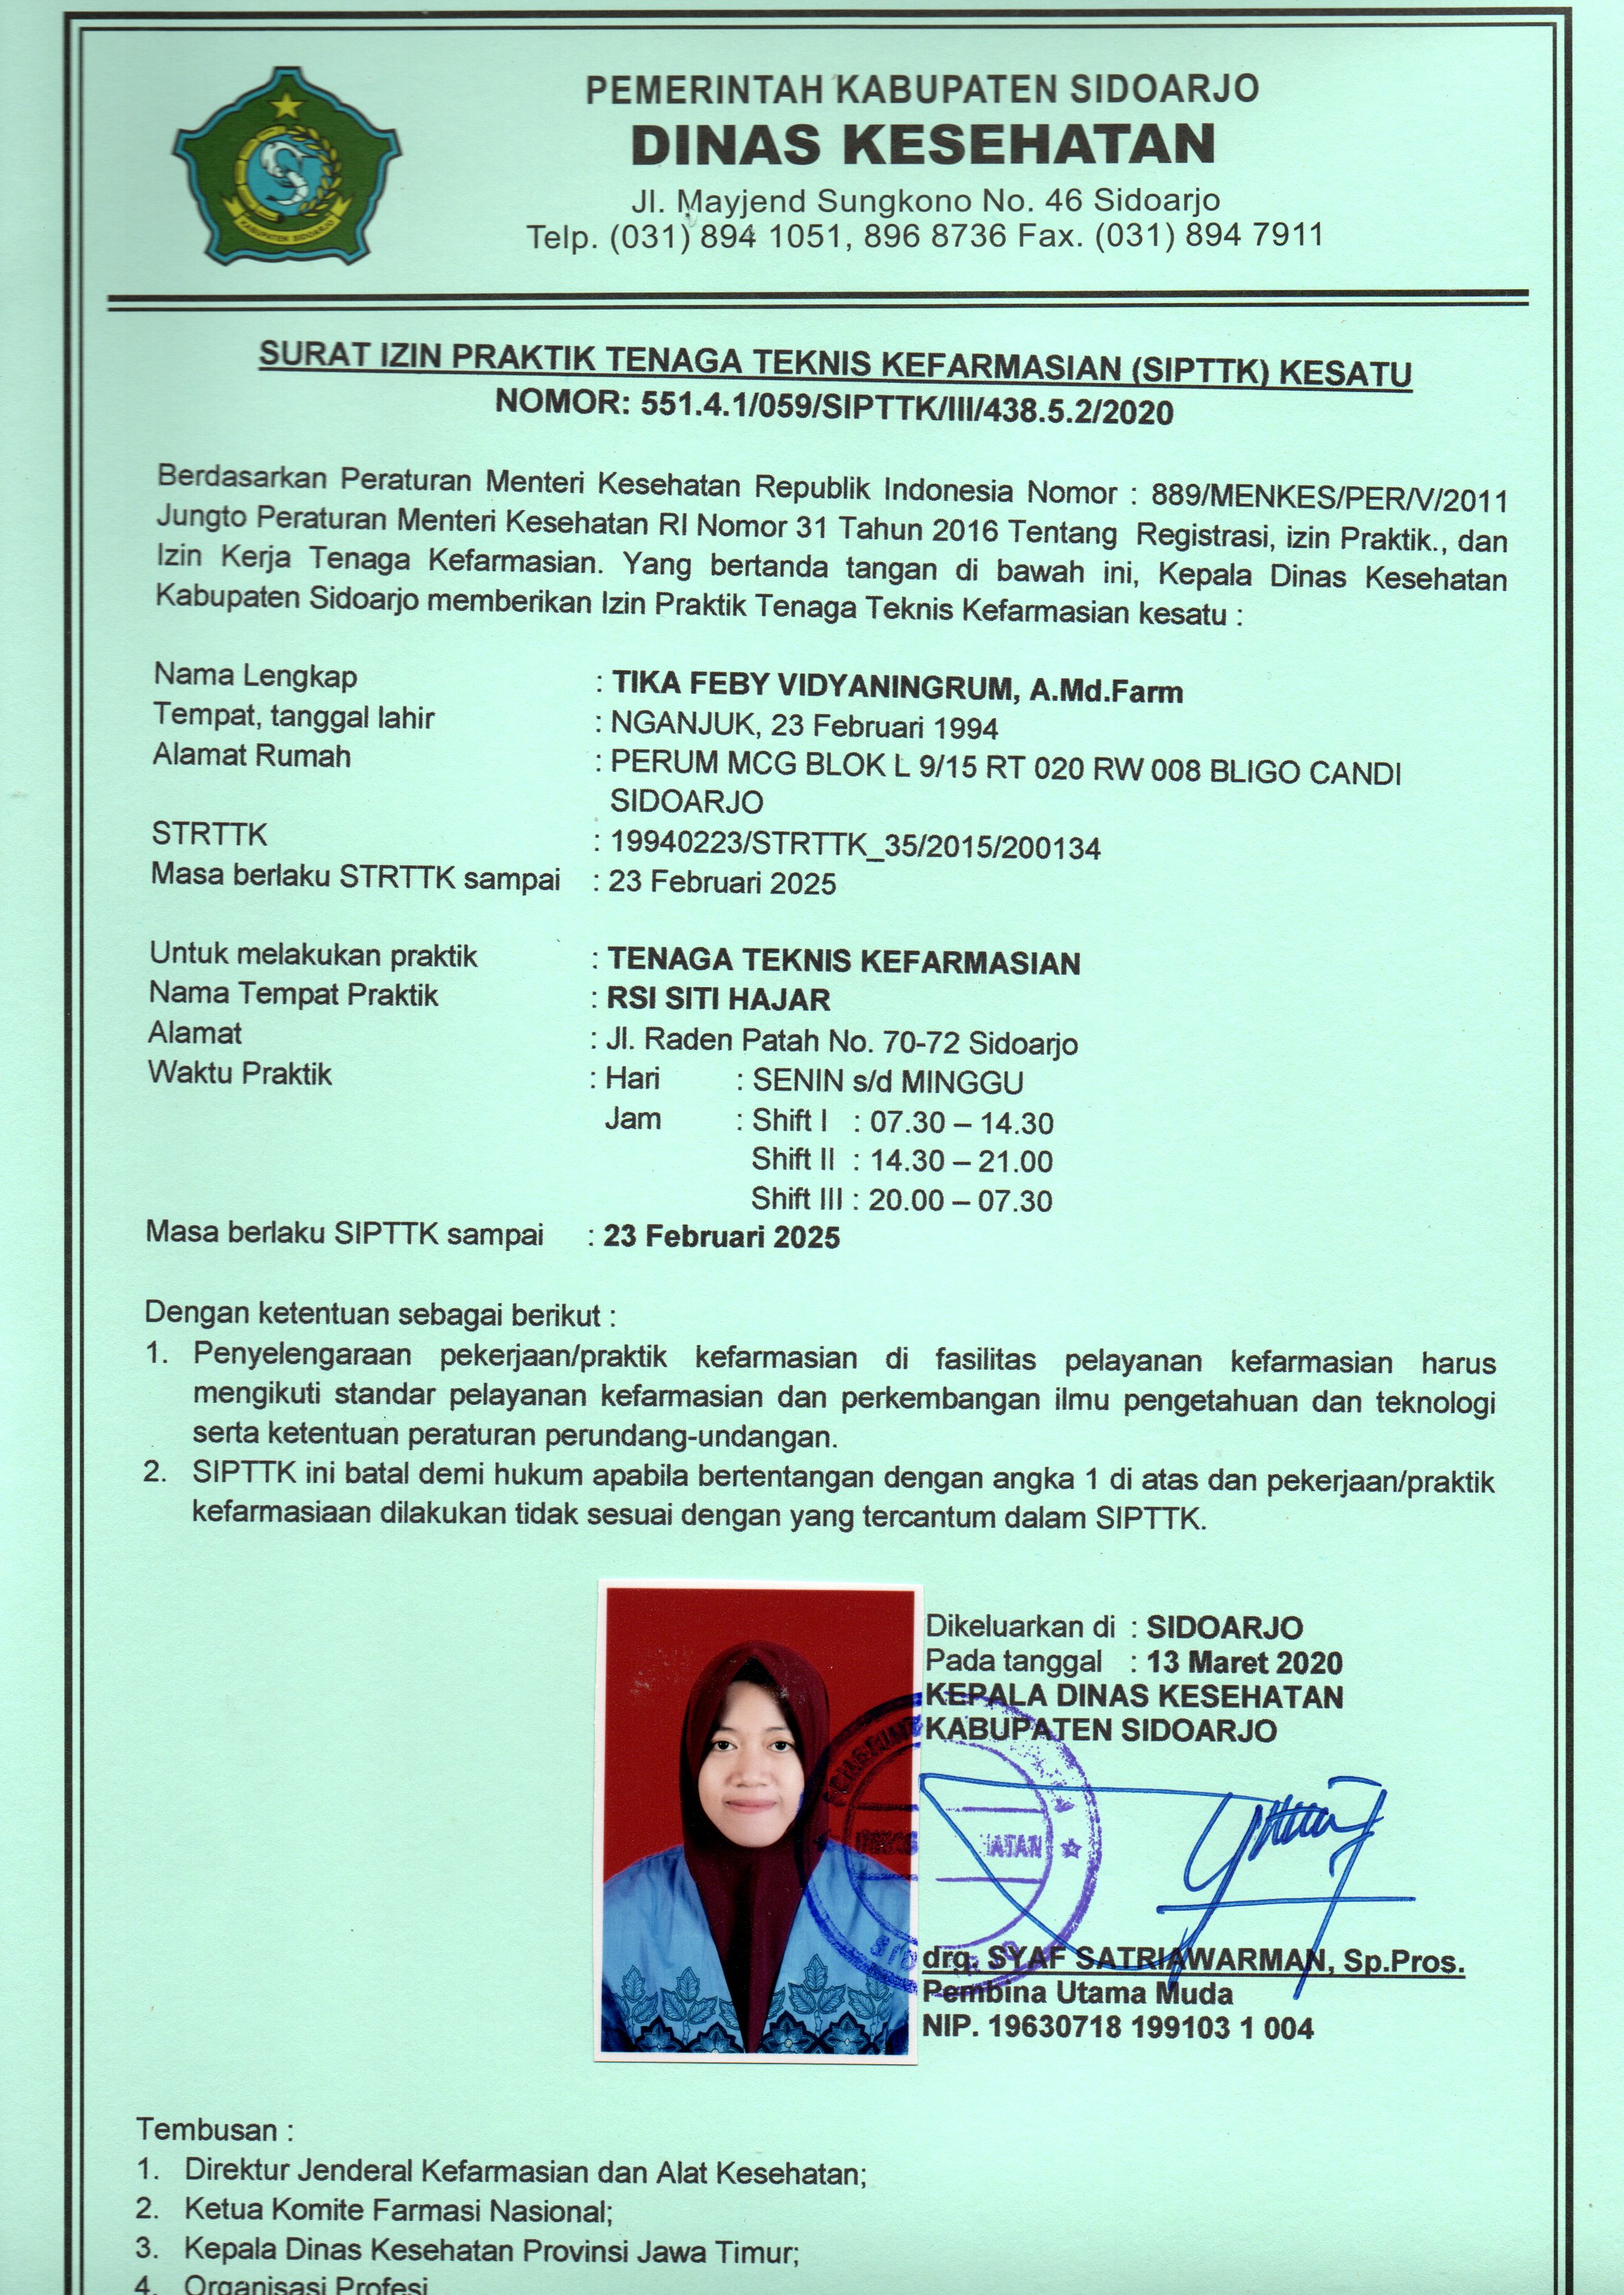 KABUPATEN SIDOARJO
PEMERINTAH KABUPATEN SIDOARJO
DINAS KESEHATAN
Jl. Mayjend Sungkono No. 46 Sidoarjo
Telp. (031) 894 1051, 896 8736 Fax. (031) 894 7911
SURAT IZIN PRAKTIK TENAGA TEKNIS KEFARMASIAN (SIPTTK) KESATU
NOMOR: 551.4.1/059/SIPTTK/III/438.5.2/2020
Berdasarkan Peraturan Menteri Kesehatan Republik Indonesia Nomor : 889/MENKES/PER/V/2011
Jungto Peraturan Menteri Kesehatan RI Nomor 31 Tahun 2016 Tentang Registrasi, izin Praktik., dan
Izin Kerja Tenaga Kefarmasian. Yang bertanda tangan di bawah ini, Kepala Dinas Kesehatan
Kabupaten Sidoarjo memberikan Izin Praktik Tenaga Teknis Kefarmasian kesatu :
Nama Lengkap : TIKA FEBY VIDYANINGRUM, A.Md.Farm
Tempat, tanggal lahir : NGANJUK, 23 Februari 1994
Alamat Rumah : PERUM MCG BLOK L 9/15 RT 020 RW 008 BLIGO CANDI
SIDOARJO
STRTTK : 19940223/STRTTK_35/2015/200134
Masa berlaku STRTTK sampai : 23 Februari 2025
Untuk melakukan praktik : TENAGA TEKNIS KEFARMASIAN
Nama Tempat Praktik : RSI SITI HAJAR
Alamat : Jl. Raden Patah No. 70-72 Sidoarjo
Waktu Praktik : Hari : SENIN s/d MINGGU
Jam : Shift I : 07.30 – 14.30
Shift II : 14.30 – 21.00
Shift III : 20.00 – 07.30
Masa berlaku SIPTTK sampai : 23 Februari 2025
Dengan ketentuan sebagai berikut :
1. Penyelengaraan pekerjaan/praktik kefarmasian di fasilitas pelayanan kefarmasian harus
mengikuti standar pelayanan kefarmasian dan perkembangan ilmu pengetahuan dan teknologi
serta ketentuan peraturan perundang-undangan.
2. SIPTTK ini batal demi hukum apabila bertentangan dengan angka 1 di atas dan pekerjaan/praktik
kefarmasiaan dilakukan tidak sesuai dengan yang tercantum dalam SIPTTK.
Dikeluarkan di : SIDOARJO
Pada tanggal : 13 Maret 2020
KEPALA DINAS KESEHATAN
KABUPATEN SIDOARJO
drg. SYAF SATRIAWARMAN, Sp.Pros.
Pembina Utama Muda
NIP. 19630718 199103 1 004
Tembusan :
1. Direktur Jenderal Kefarmasian dan Alat Kesehatan;
2. Ketua Komite Farmasi Nasional;
3. Kepala Dinas Kesehatan Provinsi Jawa Timur;
4. Organisasi Profesi